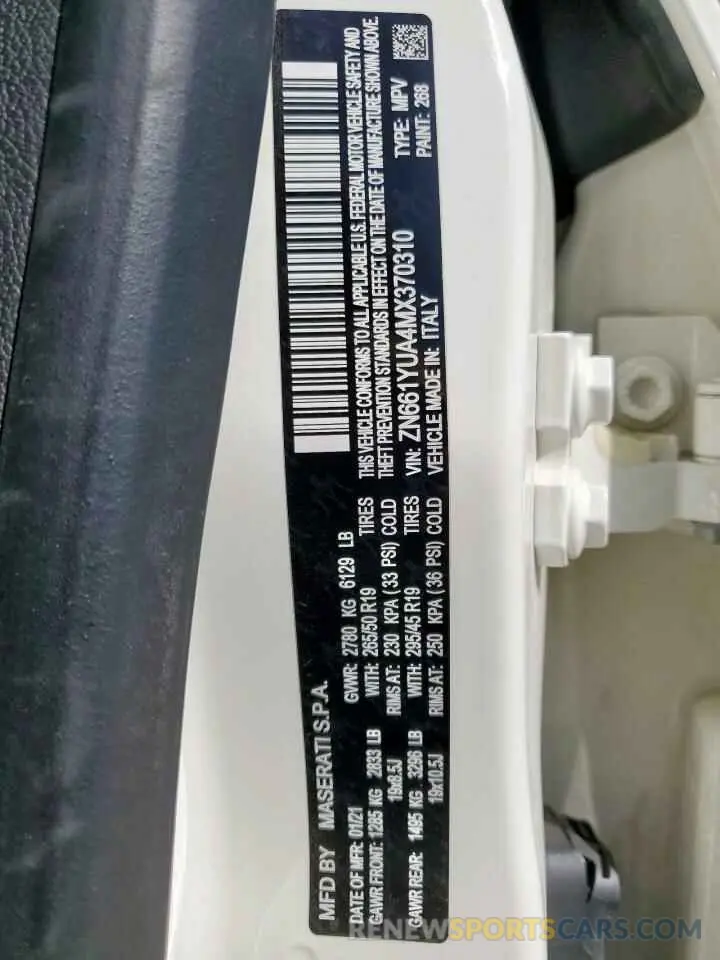 MFD BY MASERATI S.P.A.
DATE OF MFR: 01/21 GVWR: 2780 KG 6129 LB
GAWR FRONT: 1285 KG 2833 LB WITH: 265/50 R19 TIRES
19x8.5J RIMS AT: 230 KPA (33 PSI) COLD
GAWR REAR: 1495 KG 3296 LB WITH: 295/45 R19 TIRES
19x10.5J RIMS AT: 250 KPA (36 PSI) COLD
THIS VEHICLE CONFORMS TO ALL APPLICABLE U.S. FEDERAL MOTOR VEHICLE SAFETY AND
THEFT PREVENTION STANDARDS IN EFFECT ON THE DATE OF MANUFACTURE SHOWN ABOVE.
VIN: ZN661YUA4MX370310 TYPE: MPV
VEHICLE MADE IN: ITALY PAINT: 268
RENEWSPORTSCARS.COM